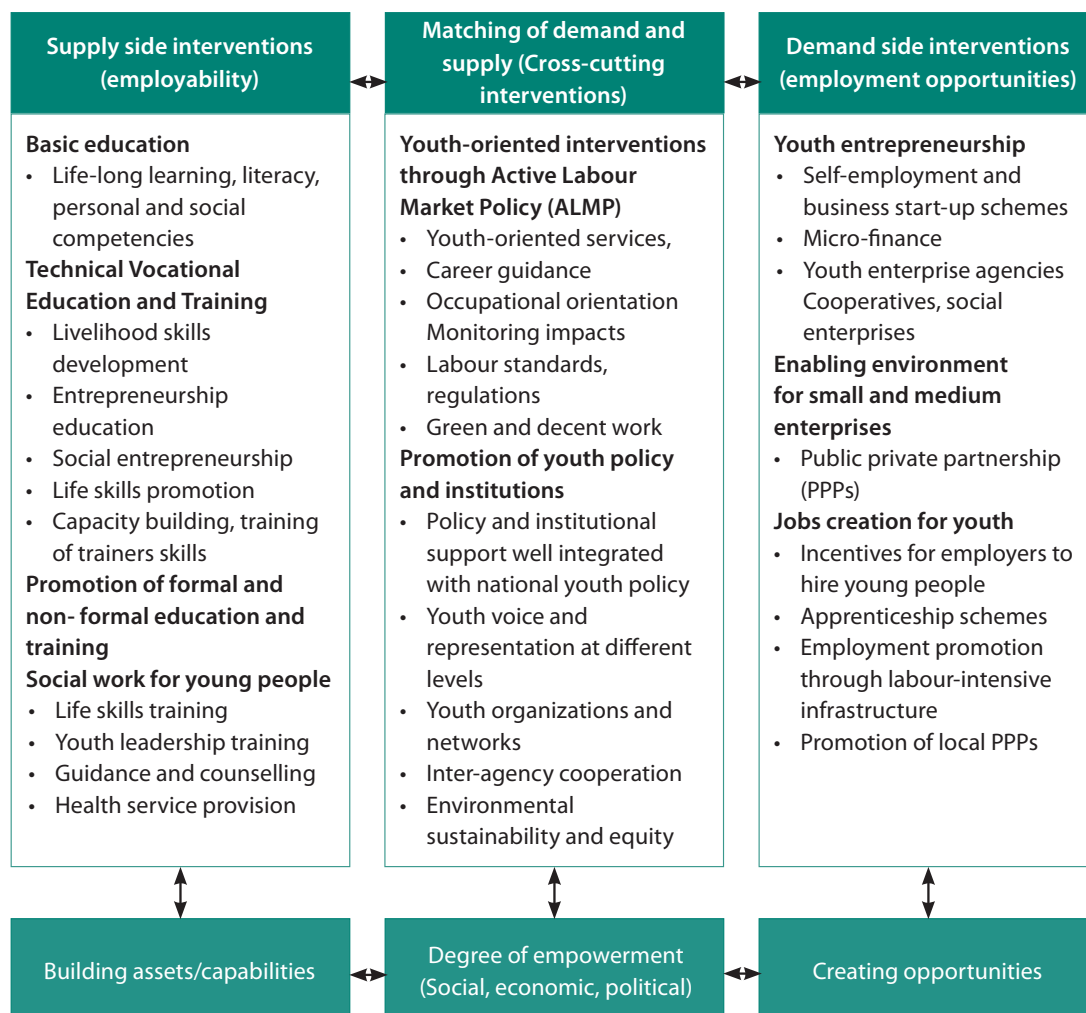 Supply side interventions
(employability)
Matching of demand and
supply (Cross-cutting
interventions)
Demand side interventions
(employment opportunities)
Basic education
• Life-long learning, literacy,
personal and social
competencies
Technical Vocational
Education and Training
• Livelihood skills
development
• Entrepreneurship
education
• Social entrepreneurship
• Life skills promotion
• Capacity building, training
of trainers skills
Promotion of formal and
non- formal education and
training
Social work for young people
• Life skills training
• Youth leadership training
• Guidance and counselling
• Health service provision
Youth-oriented interventions
through Active Labour
Market Policy (ALMP)
• Youth-oriented services,
• Career guidance
• Occupational orientation
Monitoring impacts
• Labour standards,
regulations
• Green and decent work
Promotion of youth policy
and institutions
• Policy and institutional
support well integrated
with national youth policy
• Youth voice and
representation at different
levels
• Youth organizations and
networks
• Inter-agency cooperation
• Environmental
sustainability and equity
Youth entrepreneurship
• Self-employment and
business start-up schemes
• Micro-finance
• Youth enterprise agencies
Cooperatives, social
enterprises
Enabling environment
for small and medium
enterprises
• Public private partnership
(PPPs)
Jobs creation for youth
• Incentives for employers to
hire young people
• Apprenticeship schemes
• Employment promotion
through labour-intensive
infrastructure
• Promotion of local PPPs
Building assets/capabilities
Degree of empowerment
(Social, economic, political)
Creating opportunities